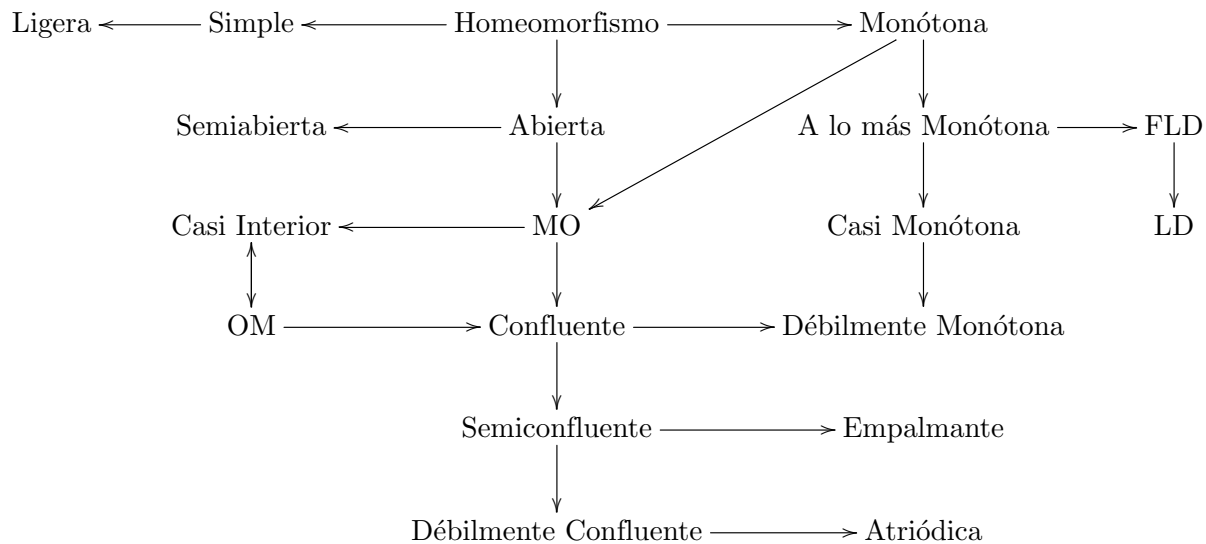 Ligera Simple Homeomorfismo Monótona
Semiabierta Abierta A lo más Monótona FLD
Casi Interior MO Casi Monótona LD
OM Confluente Débilmente Monótona
Semiconfluente Empalmante
Débilmente Confluente Atriódica